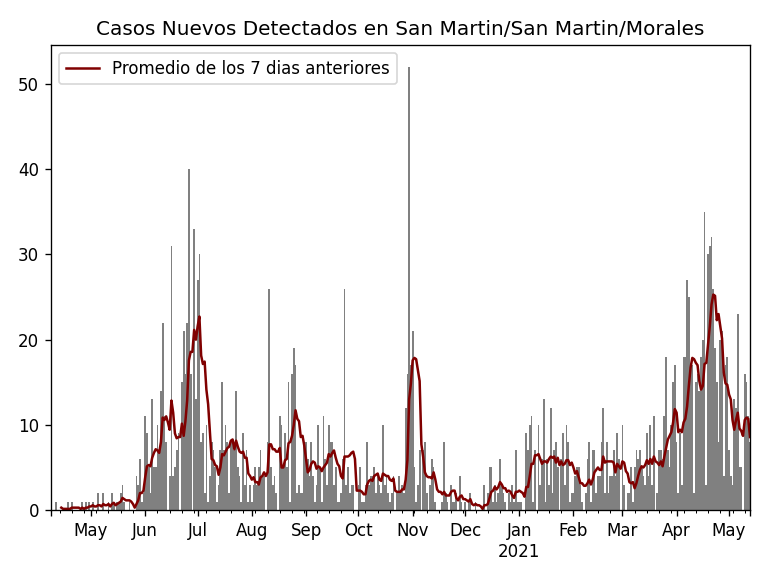 Casos Nuevos Detectados en San Martin/San Martin/Morales
Promedio de los 7 dias anteriores
50
40
30
20
10
0
May Jun Jul Aug Sep Oct Nov Dec Jan Feb Mar Apr May
2021